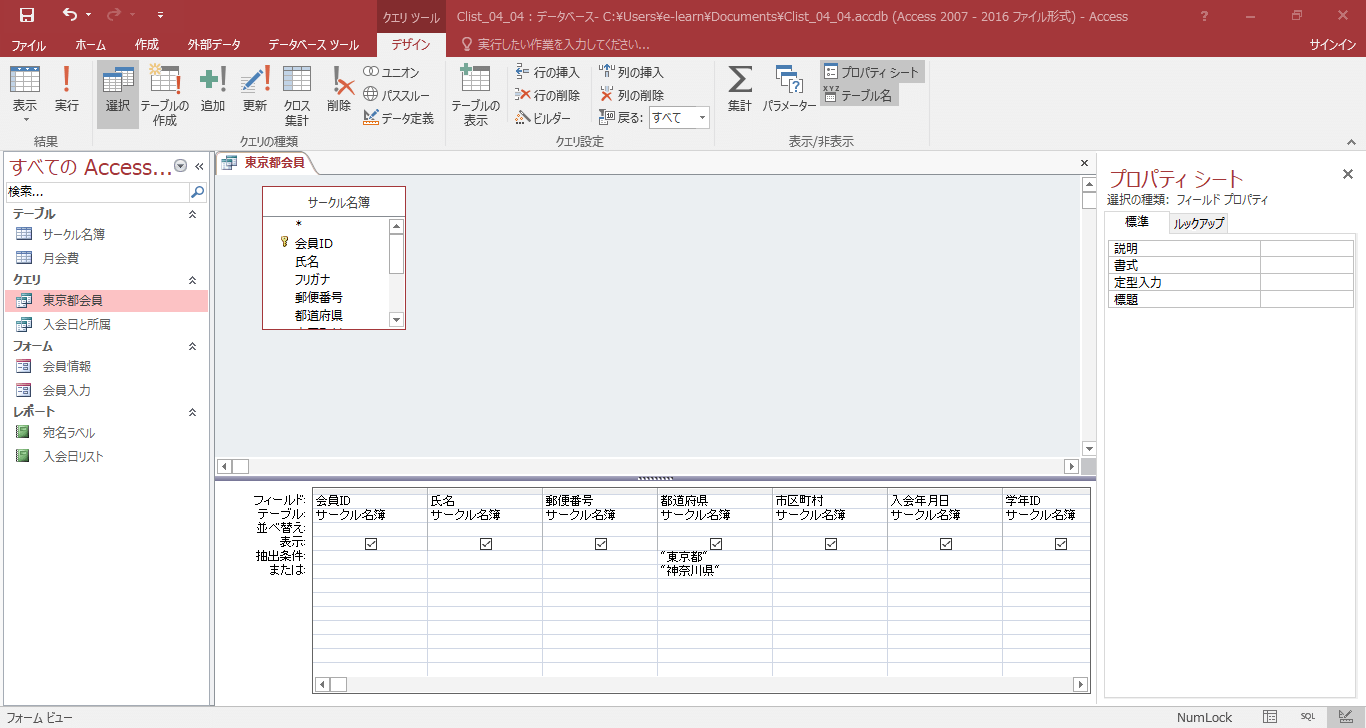 クエリ ツール
Clist_04_04 : データベース- C:¥Users¥e-learn¥Documents¥Clist_04_04.accdb (Access 2007 - 2016 ファイル形式) - Access
?
ファイル ホーム 作成 外部データ データベース ツール デザイン 実行したい作業を入力してください... サインイン
表示
実行
選択
テーブルの
作成
追加
更新
クロス
集計
削除
ユニオン
パススルー
データ定義
テーブルの
表示
行の挿入
行の削除
ビルダー
列の挿入
列の削除
戻る: すべて
集計
パラメーター
プロパティ シート
XYZ テーブル名
結果 クエリの種類 クエリ設定 表示/非表示
すべての Access... «
検索...
テーブル
サークル名簿
月会費
クエリ
東京都会員
入会日と所属
フォーム
会員情報
会員入力
レポート
宛名ラベル
入会日リスト
東京都会員
サークル名簿
*
会員ID
氏名
フリガナ
郵便番号
都道府県
フィールド: 会員ID 氏名 郵便番号 都道府県 市区町村 入会年月日 学年ID
テーブル: サークル名簿 サークル名簿 サークル名簿 サークル名簿 サークル名簿 サークル名簿 サークル名簿
並べ替え:
表示:
抽出条件: "東京都"
または: "神奈川県"
プロパティ シート
選択の種類: フィールド プロパティ
標準 ルックアップ
説明
書式
定型入力
標題
フォーム ビュー NumLock SQL